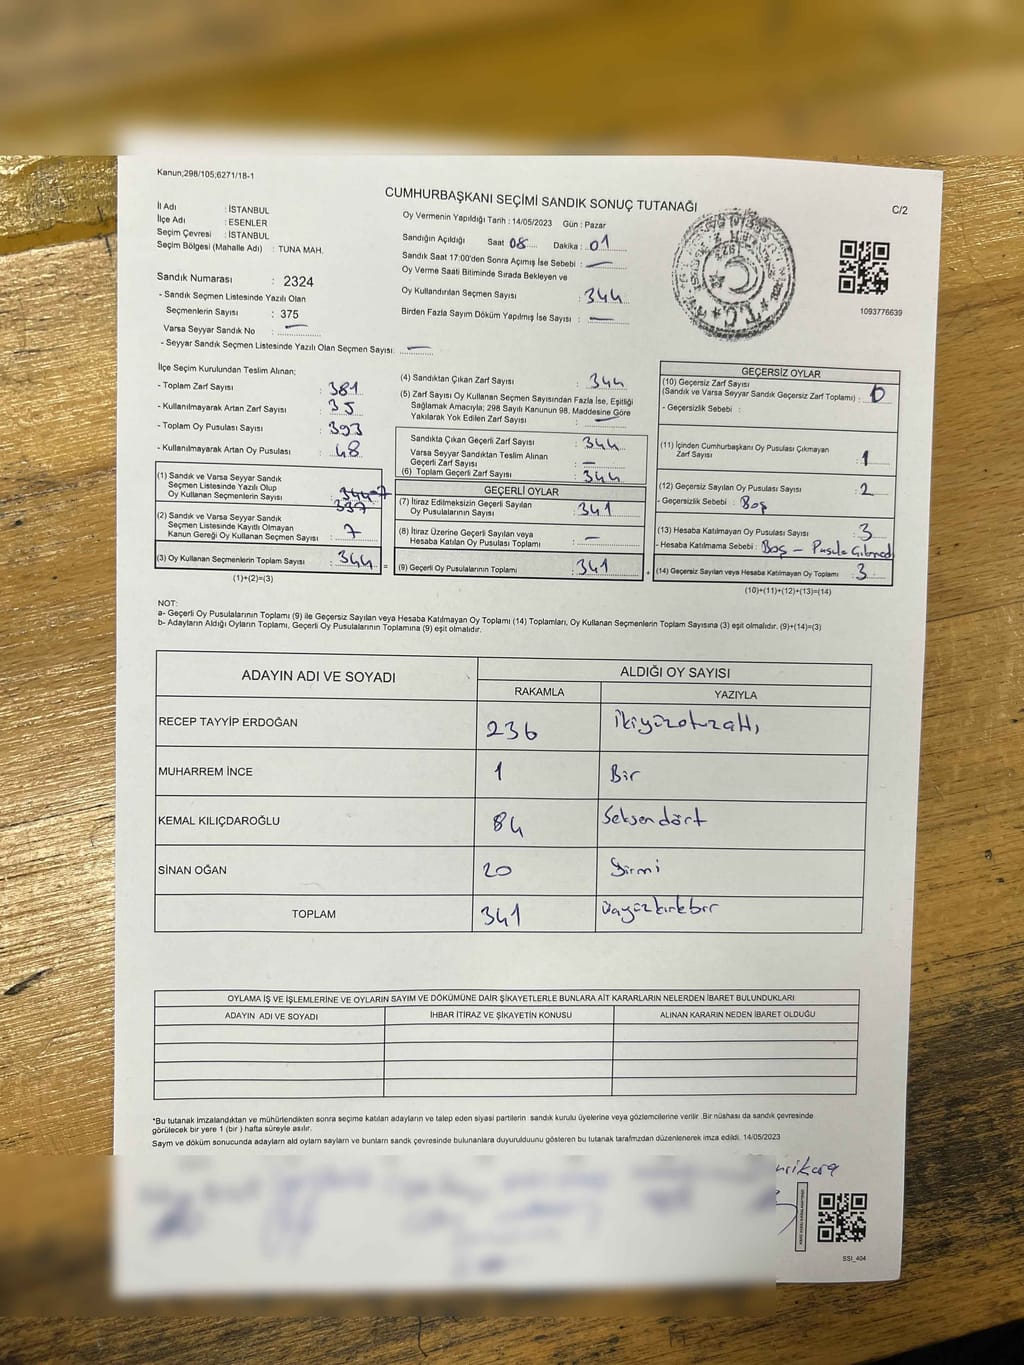 Kanun;298/105;6271/18-1
CUMHURBAŞKANI SEÇİMİ SANDIK SONUÇ TUTANAĞI
C/2
İl Adı : İSTANBUL
İlçe Adı : ESENLER
Seçim Çevresi : İSTANBUL
Seçim Bölgesi (Mahalle Adı) : TUNA MAH.
Sandık Numarası : 2324
- Sandık Seçmen Listesinde Yazılı Olan
Seçmenlerin Sayısı : 375
Varsa Seyyar Sandık No : —
- Seyyar Sandık Seçmen Listesinde Yazılı Olan Seçmen Sayısı: —
Oy Vermenin Yapıldığı Tarih : 14/05/2023 Gün : Pazar
Sandığın Açıldığı Saat 08 Dakika : 01
Sandık Saat 17:00'den Sonra Açımış İse Sebebi : —
Oy Verme Saati Bitiminde Sırada Bekleyen ve
Oy Kullandırılan Seçmen Sayısı : 344
Birden Fazla Sayım Döküm Yapılmış İse Sayısı : —
1093776639
İlçe Seçim Kurulundan Teslim Alınan;
- Toplam Zarf Sayısı : 381
- Kullanılmayarak Artan Zarf Sayısı : 35
- Toplam Oy Pusulası Sayısı : 393
- Kullanılmayarak Artan Oy Pusulası : 48
(1) Sandık ve Varsa Seyyar Sandık
Seçmen Listesinde Yazılı Olup
Oy Kullanan Seçmenlerin Sayısı : 344-7
337
(2) Sandık ve Varsa Seyyar Sandık
Seçmen Listesinde Kayıtlı Olmayan
Kanun Gereği Oy Kullanan Seçmen Sayısı : 7
(3) Oy Kullanan Seçmenlerin Toplam Sayısı : 344 =
(1)+(2)=(3)
(4) Sandıktan Çıkan Zarf Sayısı : 344
(5) Zarf Sayısı Oy Kullanan Seçmen Sayısından Fazla İse, Eşitliği
Sağlamak Amacıyla; 298 Sayılı Kanunun 98. Maddesine Göre
Yakılarak Yok Edilen Zarf Sayısı : —
Sandıkta Çıkan Geçerli Zarf Sayısı : 344
Varsa Seyyar Sandıktan Teslim Alınan
Geçerli Zarf Sayısı : —
(6) Toplam Geçerli Zarf Sayısı : 344
GEÇERLİ OYLAR
(7) İtiraz Edilmeksizin Geçerli Sayılan
Oy Pusulalarının Sayısı : 341
(8) İtiraz Üzerine Geçerli Sayılan veya
Hesaba Katılan Oy Pusulası Toplamı : —
(9) Geçerli Oy Pusulalarının Toplamı : 341 +
GEÇERSİZ OYLAR
(10) Geçersiz Zarf Sayısı
(Sandık ve Varsa Seyyar Sandık Geçersiz Zarf Toplamı) : 0
- Geçersizlik Sebebi :
(11) İçinden Cumhurbaşkanı Oy Pusulası Çıkmayan
Zarf Sayısı : 1
(12) Geçersiz Sayılan Oy Pusulası Sayısı : 2
- Geçersizlik Sebebi : Boş
(13) Hesaba Katılmayan Oy Pusulası Sayısı : 3
- Hesaba Katılmama Sebebi : Boş - Pusula
(14) Geçersiz Sayılan veya Hesaba Katılmayan Oy Toplamı : 3
(10)+(11)+(12)+(13)=(14)
NOT:
a- Geçerli Oy Pusulalarının Toplamı (9) ile Geçersiz Sayılan veya Hesaba Katılmayan Oy Toplamı (14) Toplamları, Oy Kullanan Seçmenlerin Toplam Sayısına (3) eşit olmalıdır. (9)+(14)=(3)
b- Adayların Aldığı Oyların Toplamı, Geçerli Oy Pusulalarının Toplamına (9) eşit olmalıdır.
ADAYIN ADI VE SOYADI
ALDIĞI OY SAYISI
RAKAMLA YAZIYLA
RECEP TAYYİP ERDOĞAN 236 ikiyüzotuzaltı
MUHARREM İNCE 1 Bir
KEMAL KILIÇDAROĞLU 84 Seksendört
SİNAN OĞAN 20 Yirmi
TOPLAM 341 üçyüzkırkbir
OYLAMA İŞ VE İŞLEMLERİNE VE OYLARIN SAYIM VE DÖKÜMÜNE DAİR ŞİKAYETLERLE BUNLARA AİT KARARLARIN NELERDEN İBARET BULUNDUKLARI
ADAYIN ADI VE SOYADI İHBAR İTİRAZ VE ŞİKAYETİN KONUSU ALINAN KARARIN NEDEN İBARET OLDUĞU
*Bu tutanak imzalandıktan ve mühürlendikten sonra seçime katılan adayların ve talep eden siyasi partilerin sandık kurulu üyelerine veya gözlemcilerine verilir .Bir nüshası da sandık çevresinde
görülecek bir yere 1 (bir ) hafta süreyle asılır.
Sayım ve döküm sonucunda adayların ald oyların sayları ve bunların sandık çevresinde bulunanlara duyurulduunu gösteren bu tutanak tarafmzdan düzenlenerek imza edildi. 14/05/2023
SSI_404